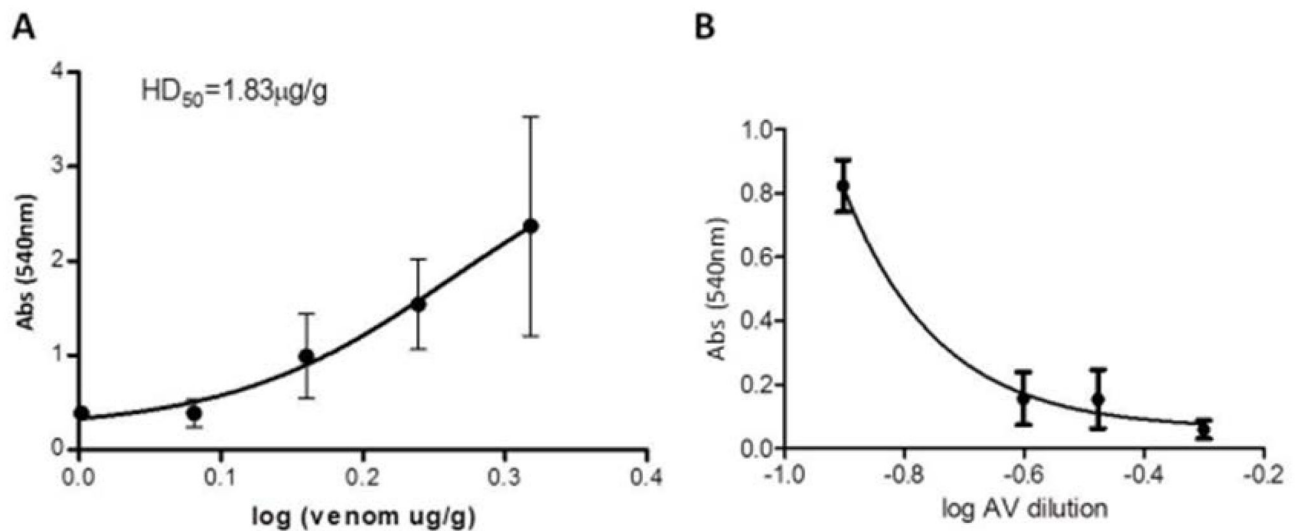 A
B
HD50=1.83µg/g
Abs (540nm)
4
3
2
1
0
0.0 0.1 0.2 0.3 0.4
log (venom ug/g)
Abs (540nm)
1.0
0.8
0.6
0.4
0.2
0.0
-1.0 -0.8 -0.6 -0.4 -0.2
log AV dilution